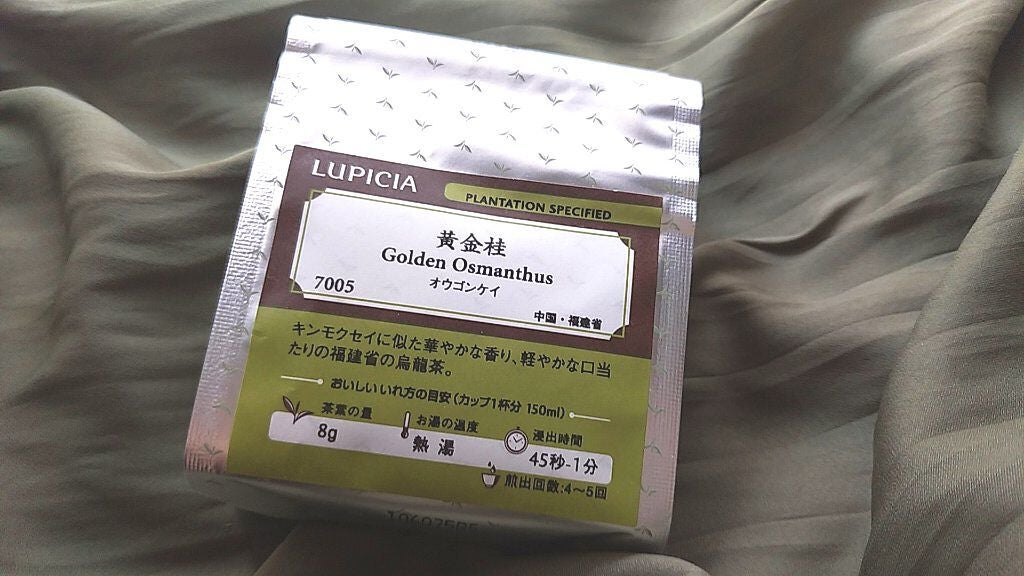 LUPICIA
PLANTATION SPECIFIED
黄金桂
Golden Osmanthus
オウゴンケイ
7005
中国・福建省
キンモクセイに似た華やかな香り、軽やかな口当
たりの福建省の烏龍茶。
おいしいいれ方の目安(カップ1杯分 150ml)
茶葉の量
お湯の温度
浸出時間
8g
熱湯
45秒-1分
煎出回数:4〜5回